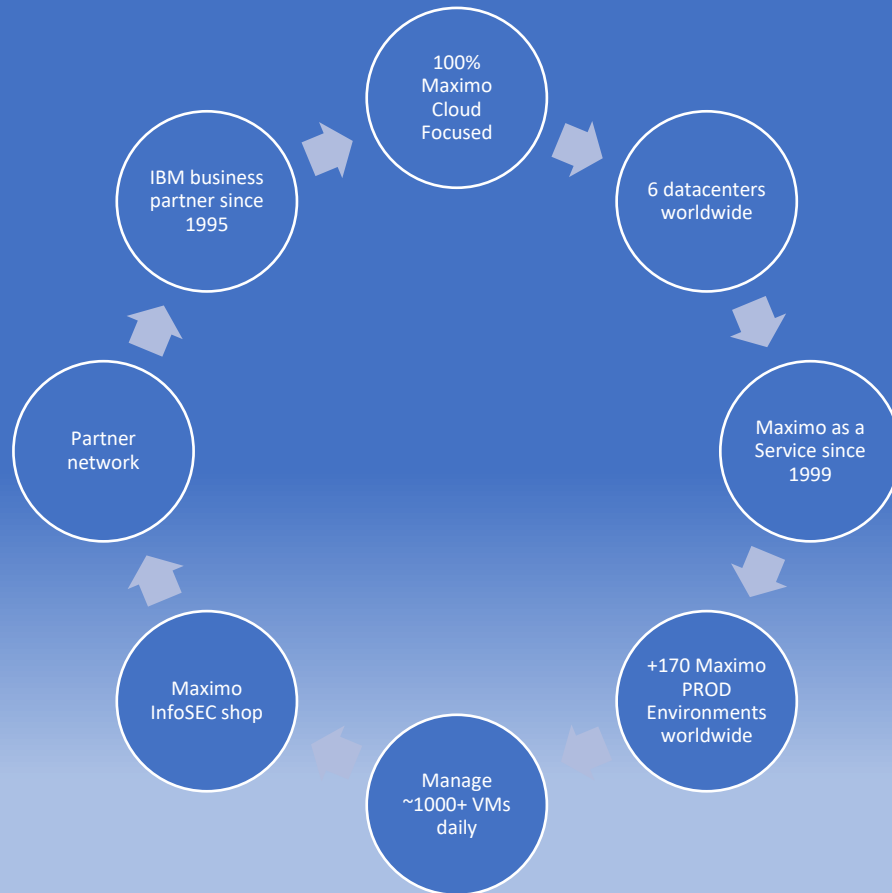 100%
Maximo
Cloud
Focused
6 datacenters
worldwide
Maximo as a
Service since
1999
+170 Maximo
PROD
Environments
worldwide
Manage
~1000+ VMs
daily
Maximo
InfoSEC shop
Partner
network
IBM business
partner since
1995